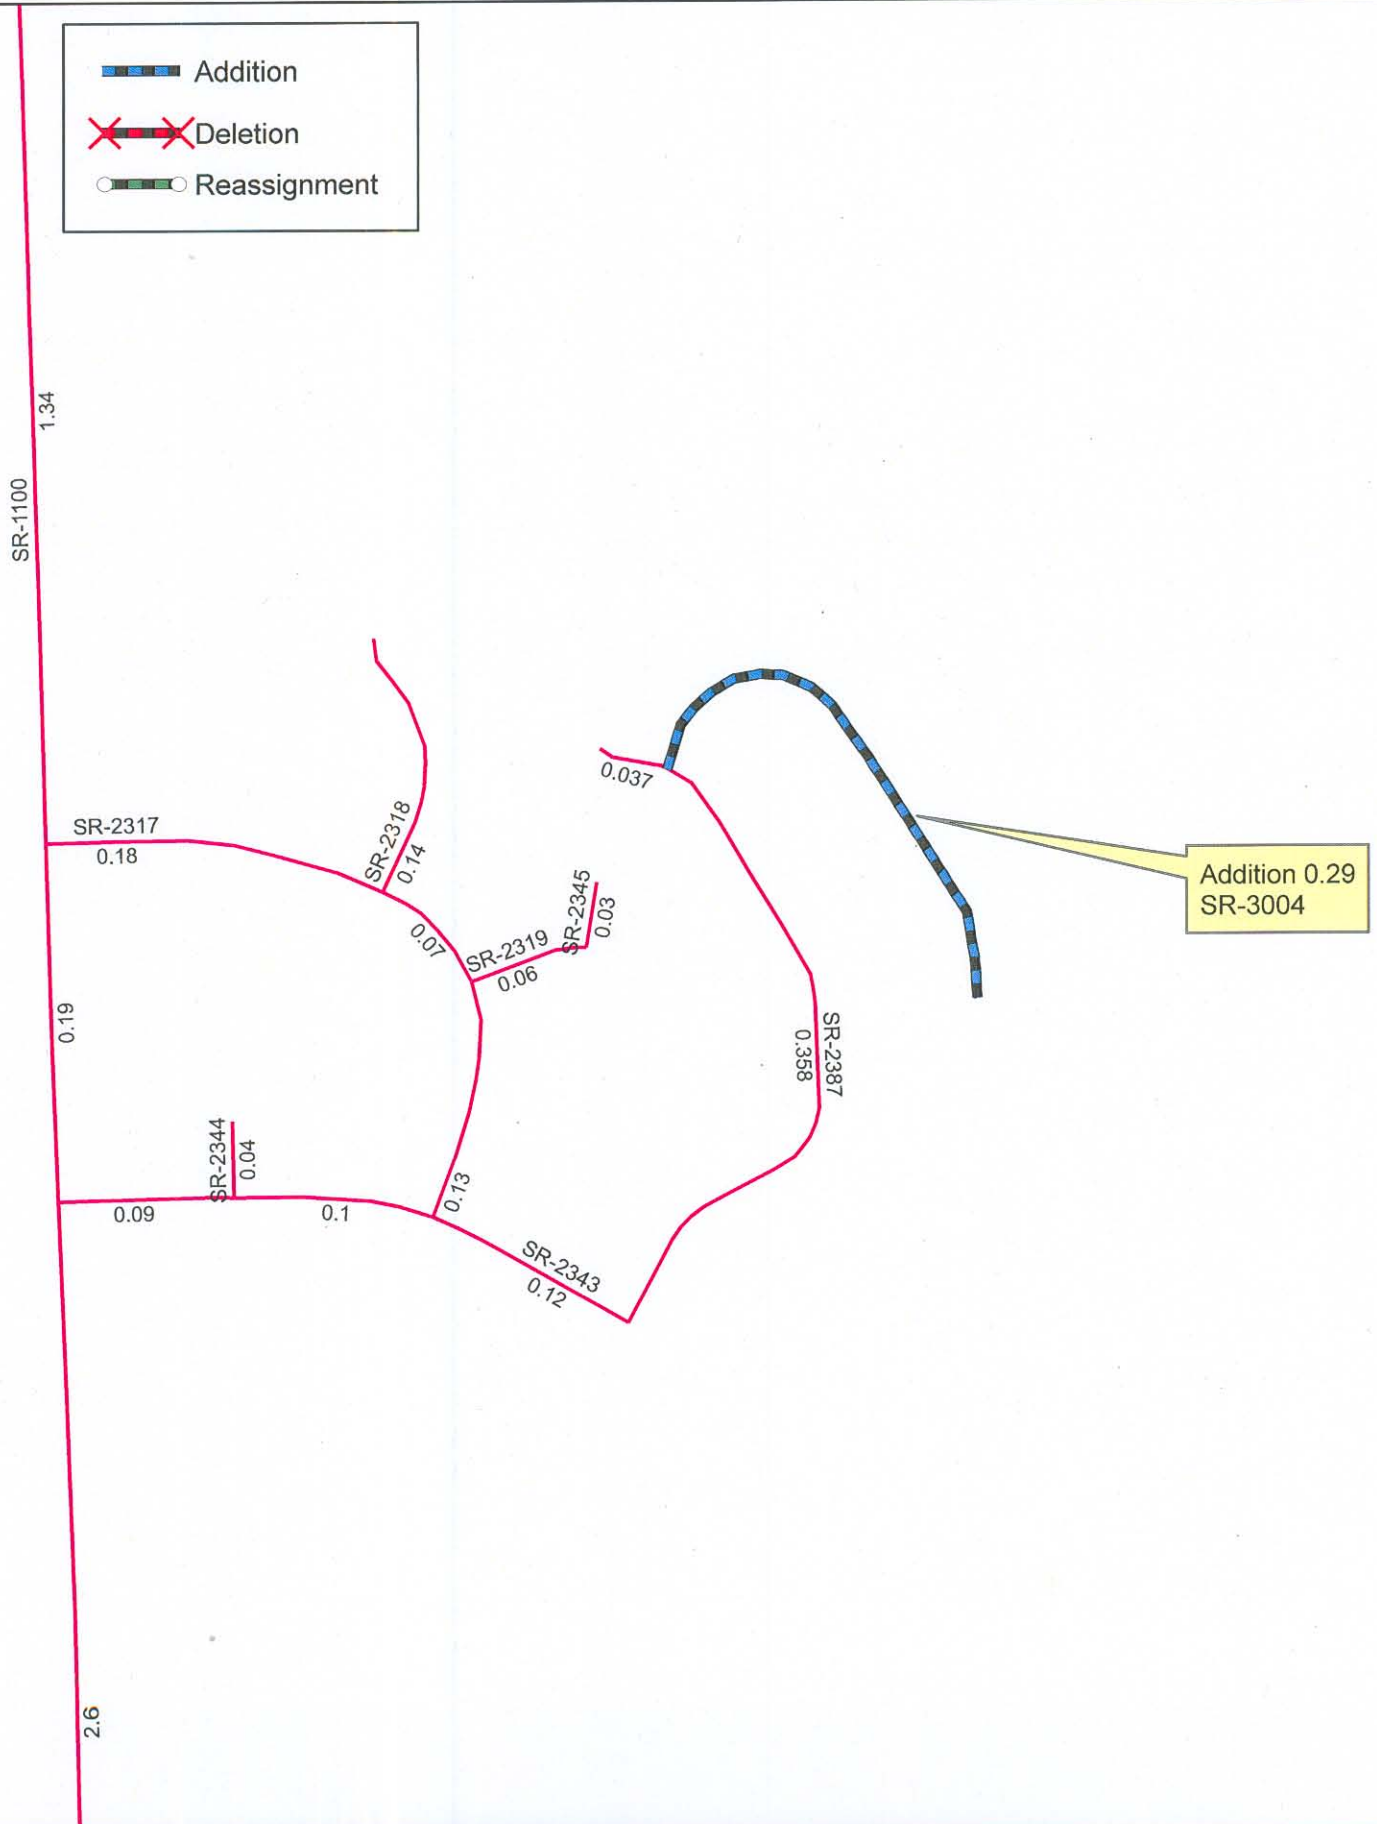 Addition
Deletion
Reassignment
1.34
SR-1100
SR-2317
0.18
SR-2318
0.14
0.037
Addition 0.29
SR-3004
0.07
SR-2319
0.06
SR-2345
0.03
0.19
SR-2387
0.358
SR-2344
0.04
0.09
0.1
0.13
SR-2343
0.12
2.6